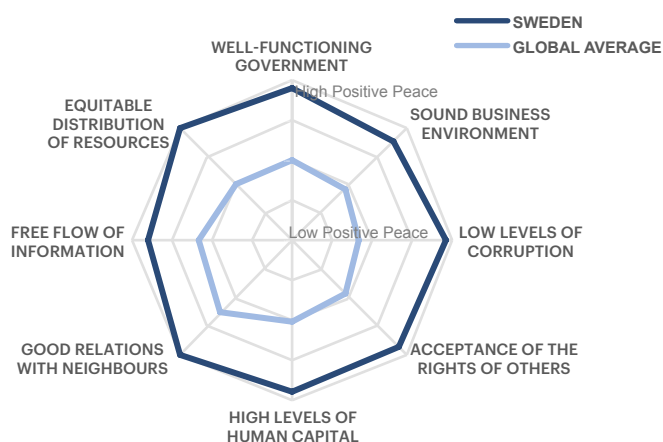 SWEDEN
GLOBAL AVERAGE
WELL-FUNCTIONING
GOVERNMENT
High Positive Peace
SOUND BUSINESS
ENVIRONMENT
EQUITABLE
DISTRIBUTION
OF RESOURCES
FREE FLOW OF
INFORMATION
Low Positive Peace
LOW LEVELS OF
CORRUPTION
GOOD RELATIONS
WITH NEIGHBOURS
ACCEPTANCE OF THE
RIGHTS OF OTHERS
HIGH LEVELS OF
HUMAN CAPITAL